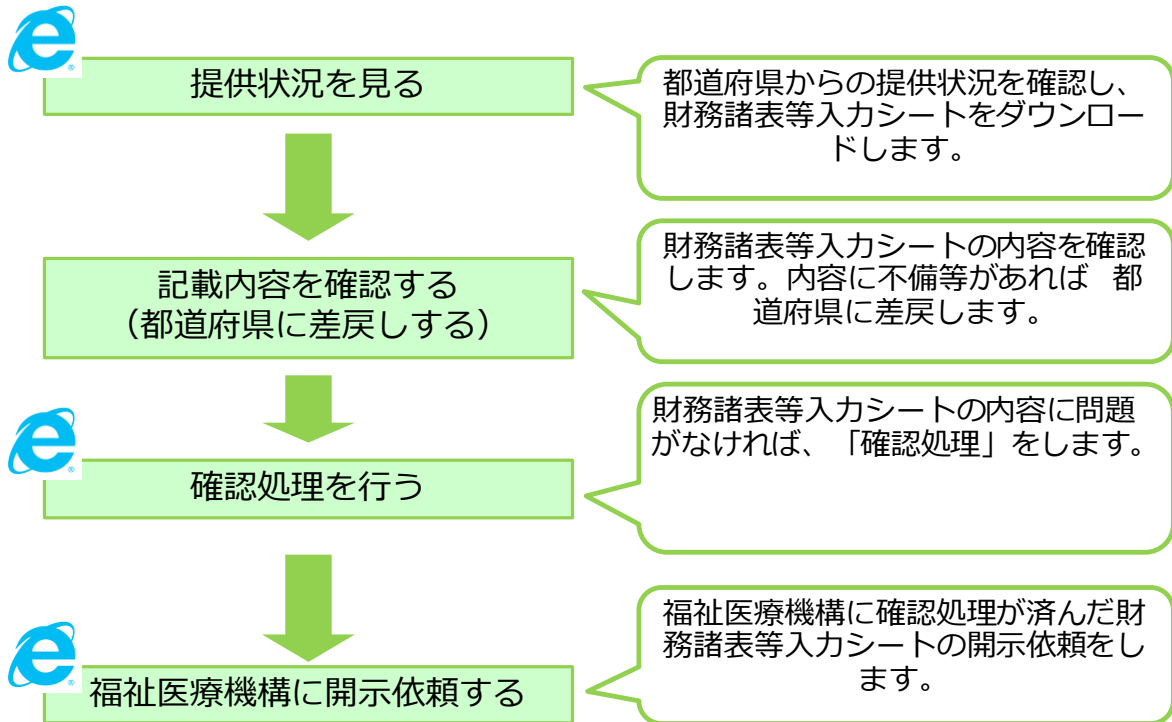 提供状況を見る
都道府県からの提供状況を確認し、
財務諸表等入力シートをダウンロー
ドします。
記載内容を確認する
（都道府県に差戻しする）
財務諸表等入力シートの内容を確認
します。内容に不備等があれば 都
道府県に差戻します。
確認処理を行う
財務諸表等入力シートの内容に問題
がなければ、「確認処理」をします。
福祉医療機構に開示依頼する
福祉医療機構に確認処理が済んだ財
務諸表等入力シートの開示依頼をし
ます。